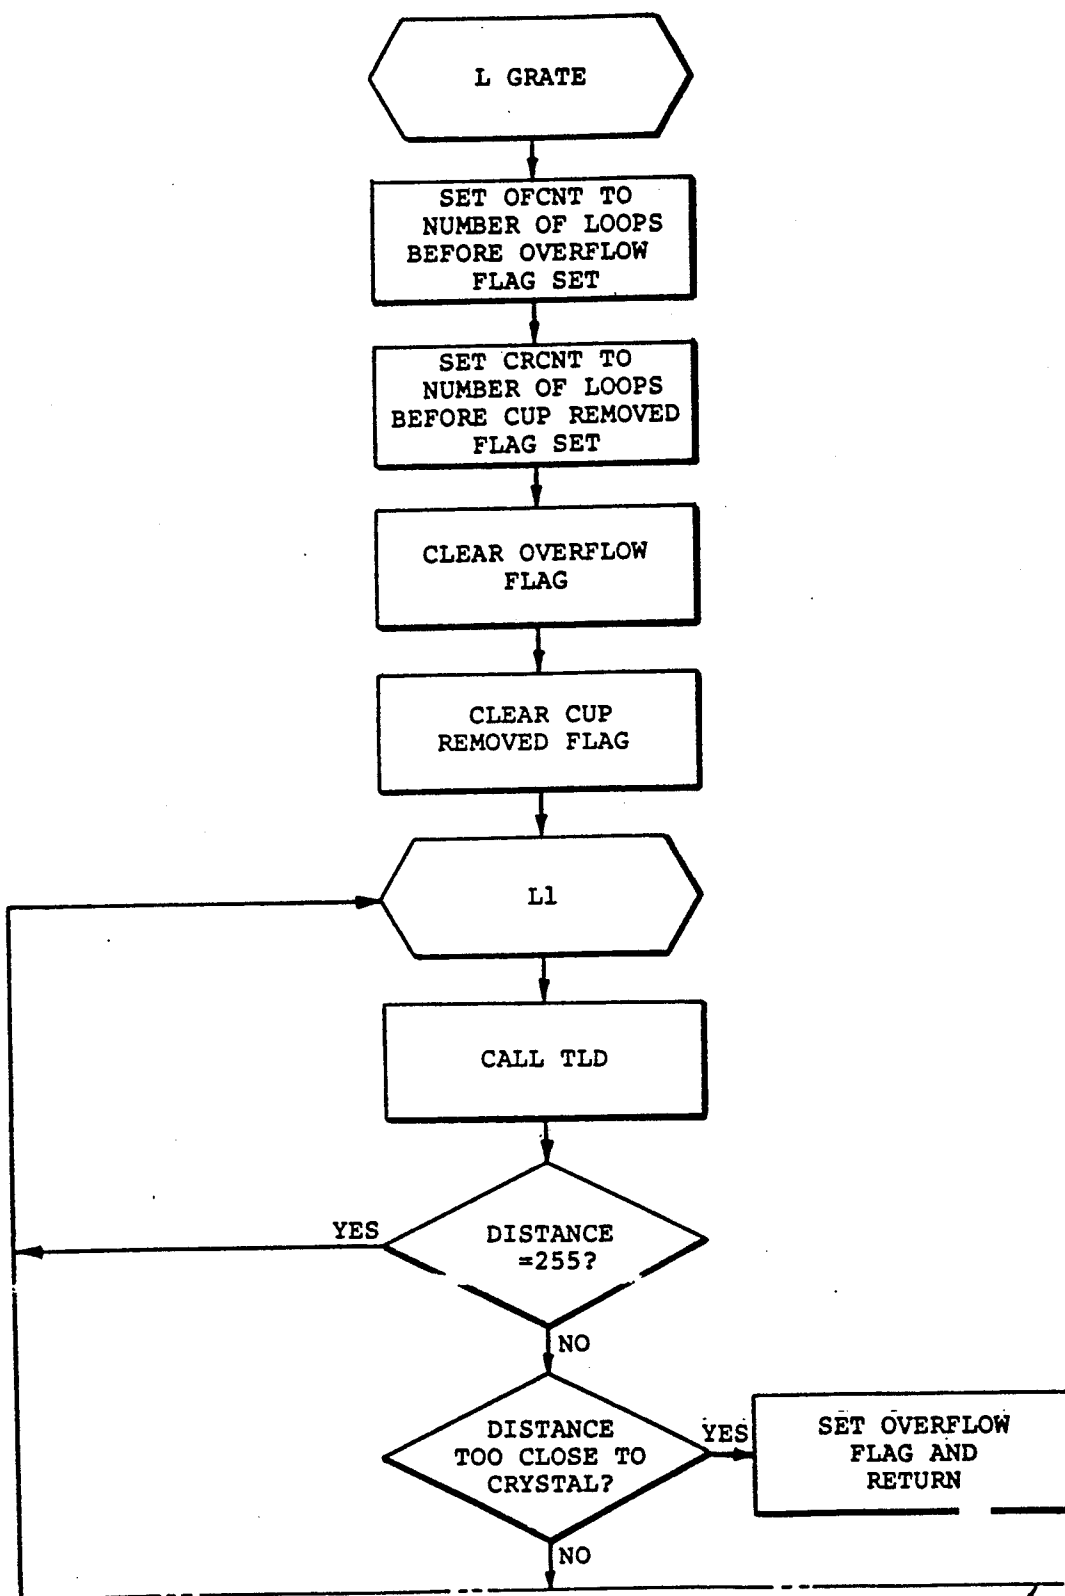 L GRATE
SET OFCNT TO
NUMBER OF LOOPS
BEFORE OVERFLOW
FLAG SET
SET CRCNT TO
NUMBER OF LOOPS
BEFORE CUP REMOVED
FLAG SET
CLEAR OVERFLOW
FLAG
CLEAR CUP
REMOVED FLAG
L1
CALL TLD
YES
DISTANCE
=255?
NO
DISTANCE
TOO CLOSE TO
CRYSTAL?
YES
SET OVERFLOW
FLAG AND
RETURN
NO